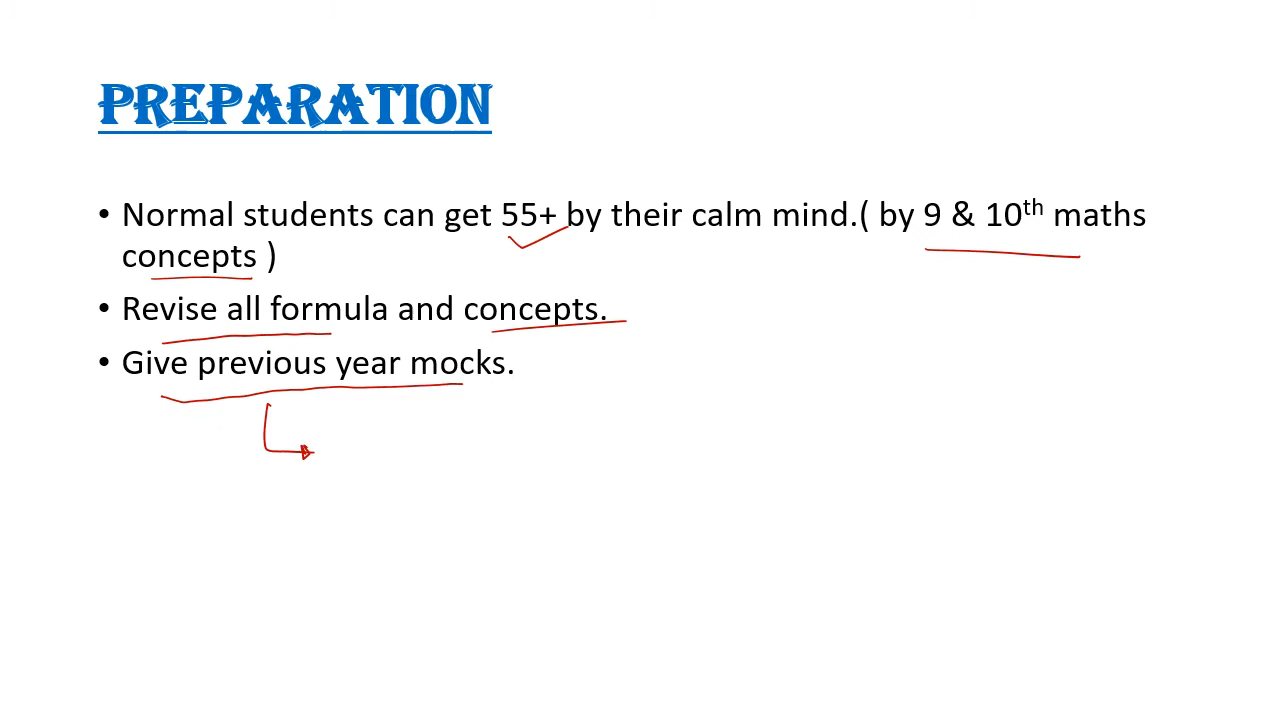 PREPARATION
• Normal students can get 55+ by their calm mind.( by 9 & 10th maths
concepts )
• Revise all formula and concepts.
• Give previous year mocks.